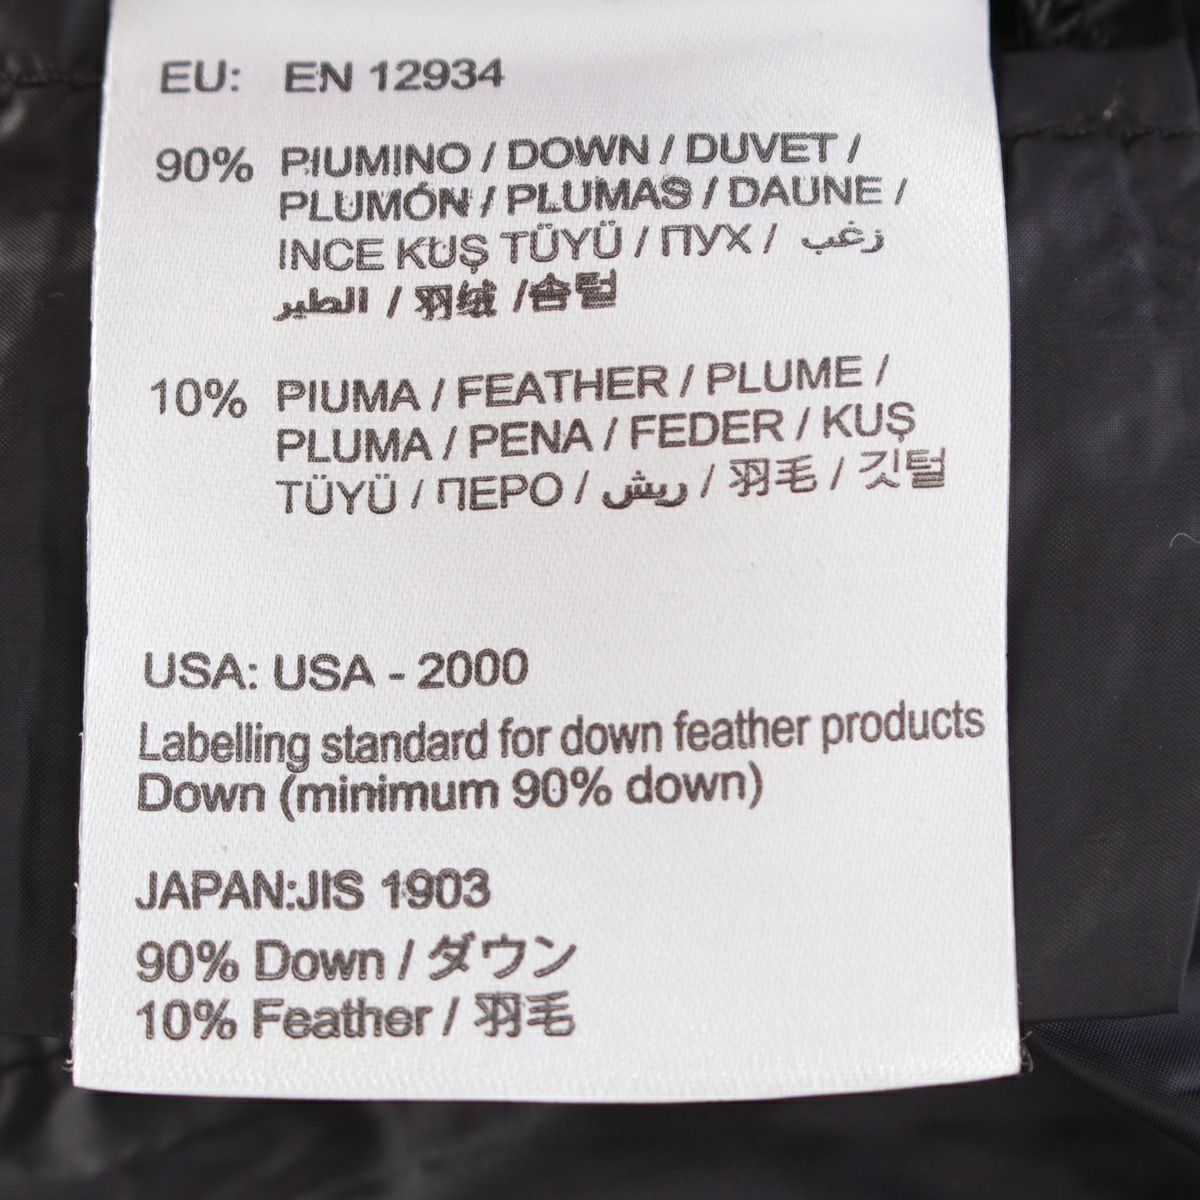 EU: EN 12934
90% PIUMINO / DOWN / DUVET /
PLUMÓN / PLUMAS / DAUNE /
INCE KUŞ TÜYÜ / ПУХ / زغب
الطير / 羽绒 / 솜털
10% PIUMA / FEATHER / PLUME /
PLUMA / PENA / FEDER / KUŞ
TÜYÜ / ПЕРО / ريش / 羽毛 / 깃털
USA: USA - 2000
Labelling standard for down feather products
Down (minimum 90% down)
JAPAN:JIS 1903
90% Down / ダウン
10% Feather / 羽毛